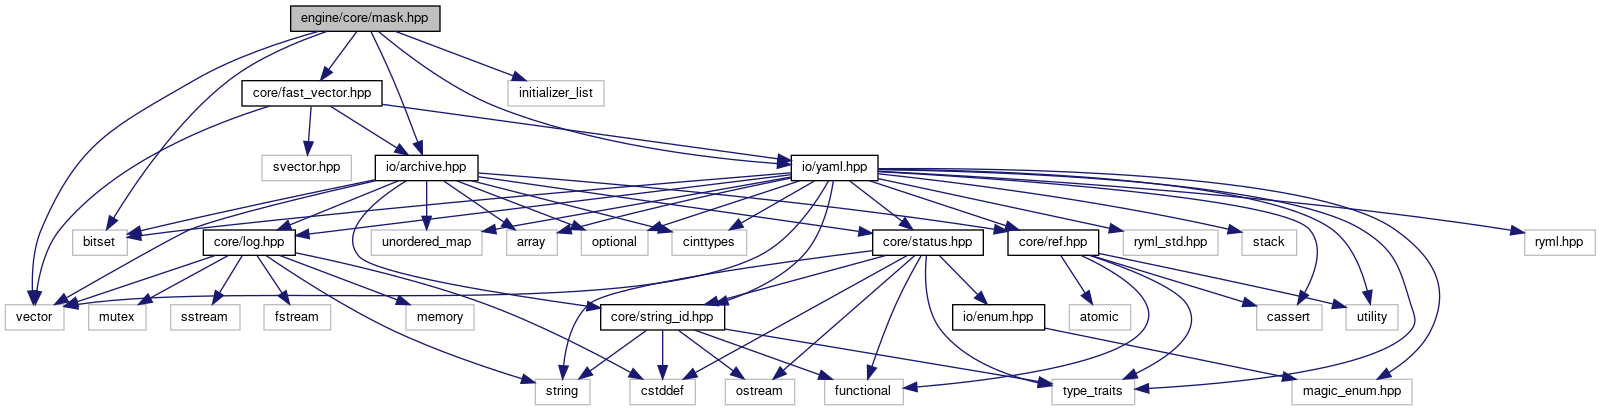 engine/core/mask.hpp
core/fast_vector.hpp
initializer_list
svector.hpp
io/archive.hpp
io/yaml.hpp
bitset
core/log.hpp
unordered_map
array
optional
cinttypes
core/status.hpp
core/ref.hpp
ryml_std.hpp
stack
ryml.hpp
vector
mutex
sstream
fstream
memory
core/string_id.hpp
io/enum.hpp
atomic
cassert
utility
string
cstddef
ostream
functional
type_traits
magic_enum.hpp